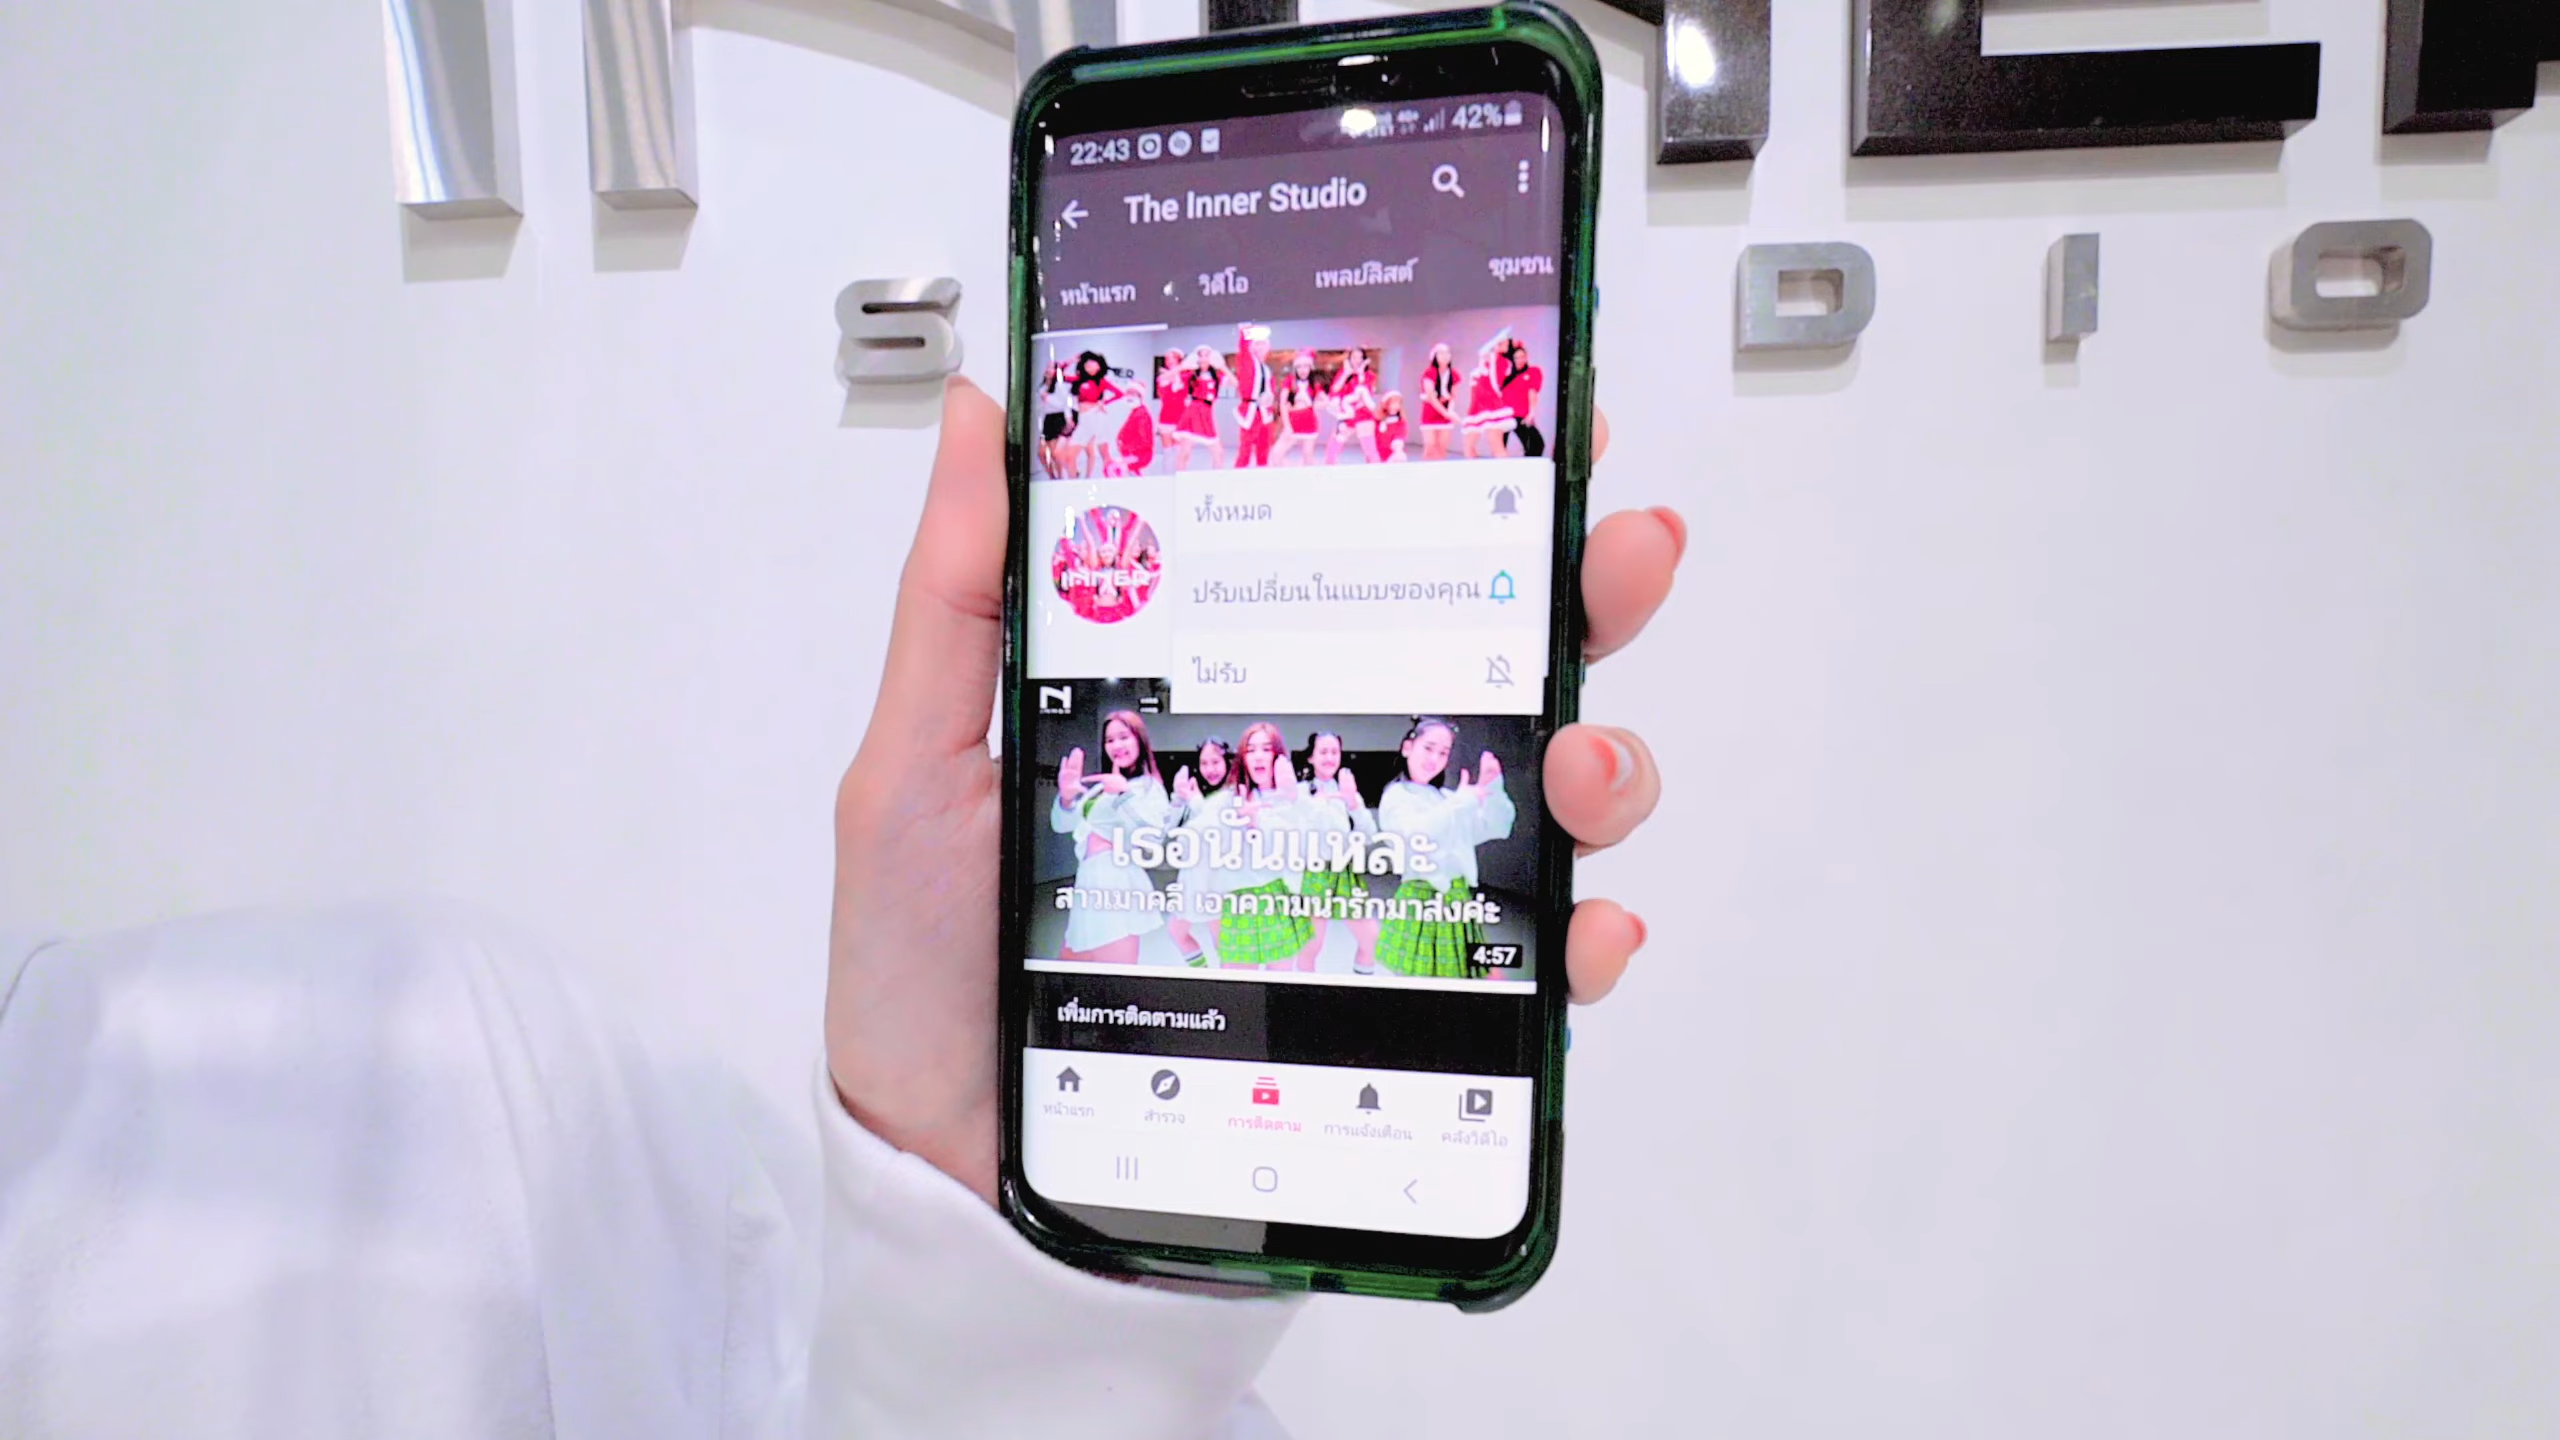 S
D I O
22:43
42%
The Inner Studio
หน้าแรก วิดีโอ เพลย์ลิสต์ ชุมชน
ทั้งหมด
INNER
ปรับเปลี่ยนในแบบของคุณ
ไม่รับ
เธอนั่นแหละ
สาวเมาคลี เอาความน่ารักมาส่งค่ะ
4:57
เพิ่มการติดตามแล้ว
หน้าแรก สำรวจ การติดตาม การแจ้งเตือน คลังวิดีโอ